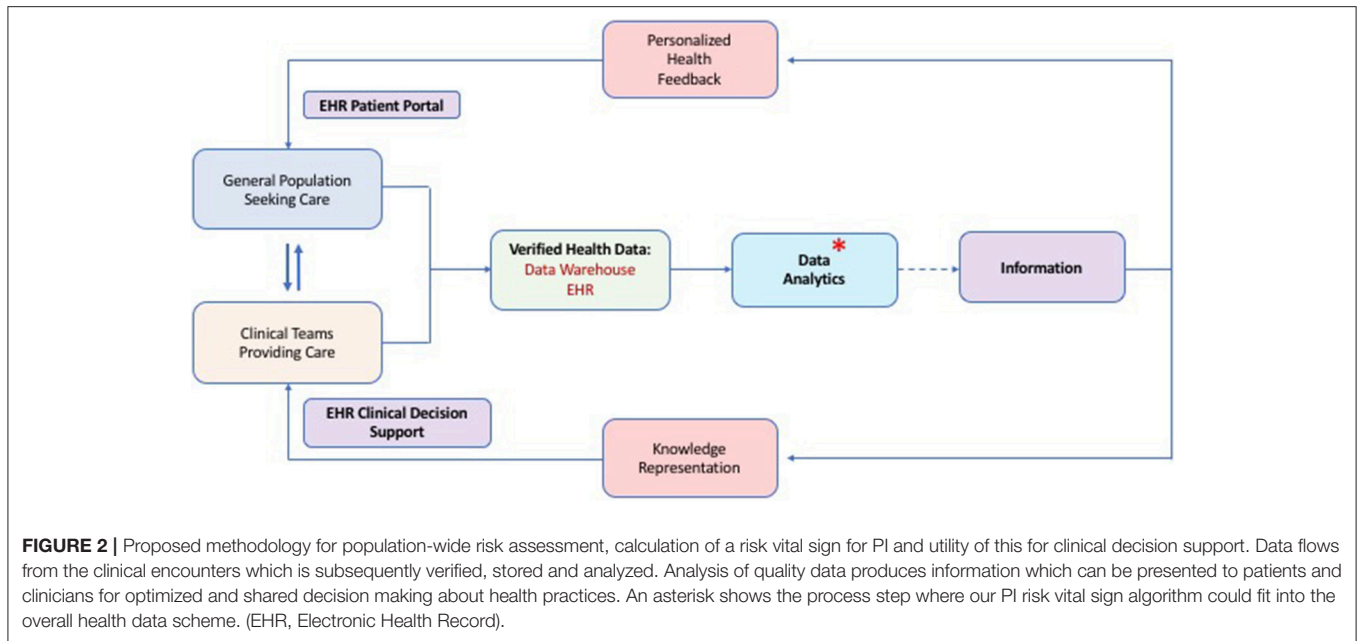 Personalized
Health
Feedback
EHR Patient Portal
General Population
Seeking Care
Verified Health Data:
Data Warehouse
EHR
Data *
Analytics
Information
Clinical Teams
Providing Care
EHR Clinical Decision
Support
Knowledge
Representation
FIGURE 2 | Proposed methodology for population-wide risk assessment, calculation of a risk vital sign for PI and utility of this for clinical decision support. Data flows
from the clinical encounters which is subsequently verified, stored and analyzed. Analysis of quality data produces information which can be presented to patients and
clinicians for optimized and shared decision making about health practices. An asterisk shows the process step where our PI risk vital sign algorithm could fit into the
overall health data scheme. (EHR, Electronic Health Record).